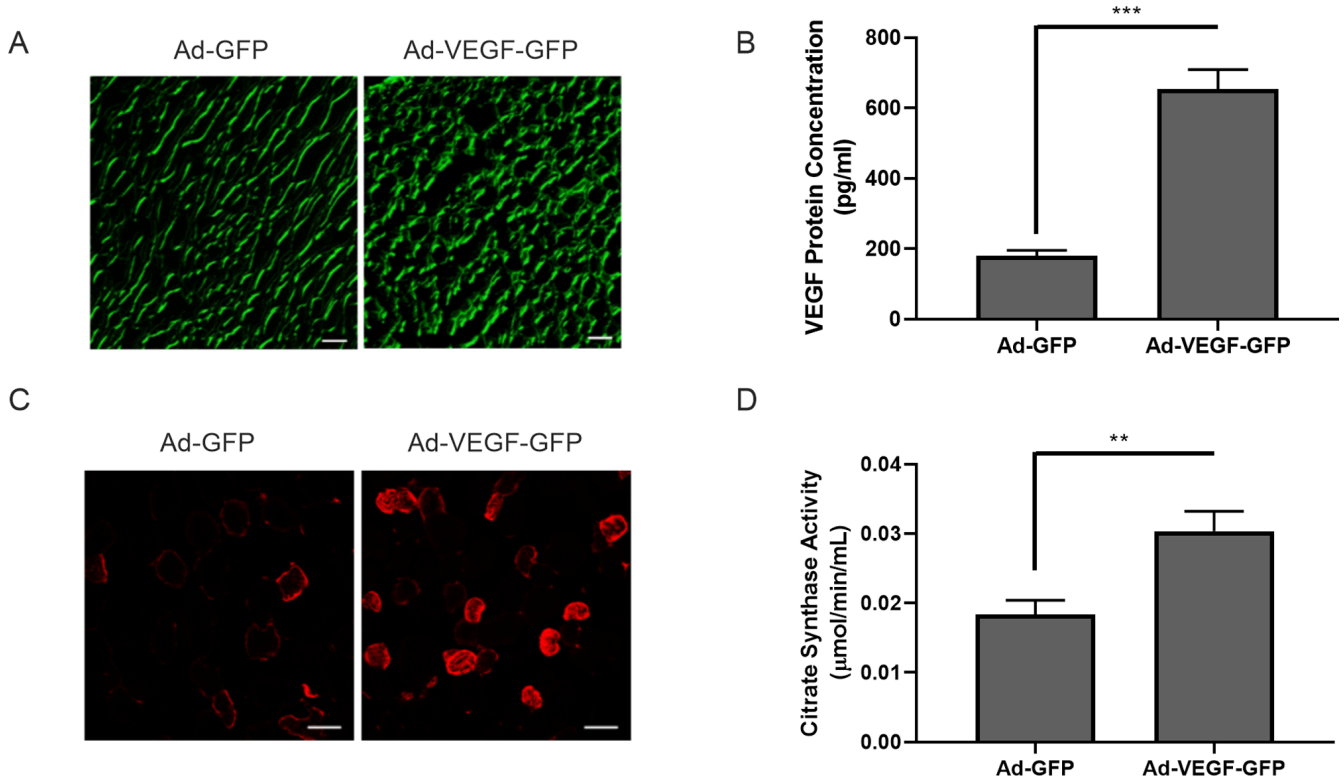 A
Ad-GFP
Ad-VEGF-GFP
B
***
VEGF Protein Concentration
(pg/ml)
800
600
400
200
0
Ad-GFP
Ad-VEGF-GFP
C
Ad-GFP
Ad-VEGF-GFP
D
**
Citrate Synthase Activity
(μmol/min/mL)
0.04
0.03
0.02
0.01
0.00
Ad-GFP
Ad-VEGF-GFP